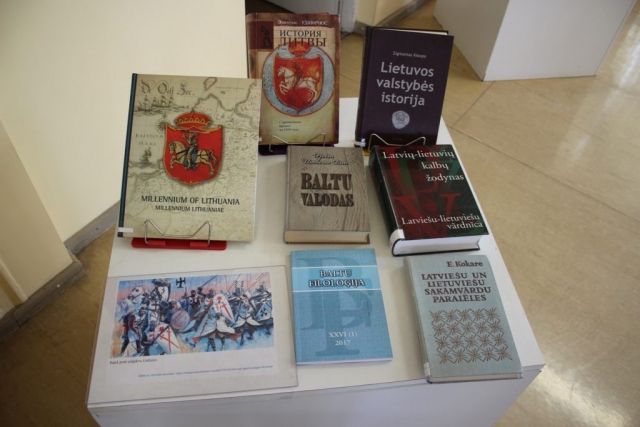 ИСТОРИЯ
ЛИТВЫ
Zigmantas Kiaupa
Lietuvos
valstybės
istorija
MILLENNIUM OF LITHUANIA
MILLENNIUM LITHUANIAE
BALTU
VALODAS
Latvių-lietuvių
kalbų
žodynas
Latviešu-lietuviešu
vārdnīca
BALTU
FILOLOĢIJA
XXVI (1)
2017
E. Kokare
LATVIEŠU UN
LIETUVIEŠU
SAKĀMVĀRDU
PARALĒLES